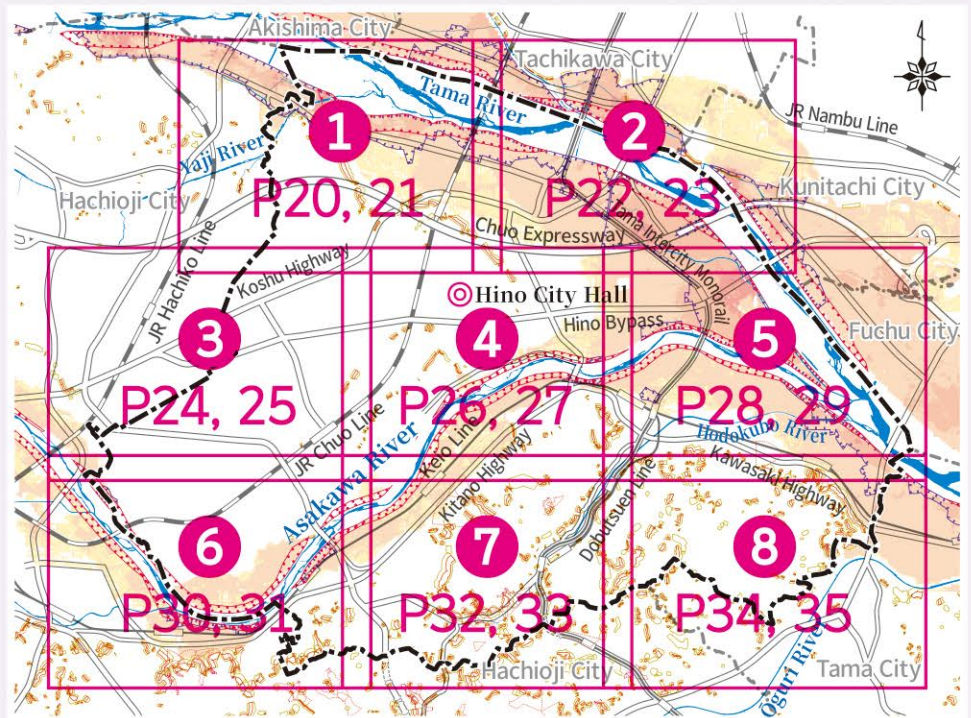 Akishima City
Tachikawa City
Tama River
JR Nambu Line
1
2
Yaji River
Hachioji City
P20, 21
P22, 23
Kunitachi City
Tama Intercity Monorail
Chuo Expressway
JR Hachiko Line
Koshu Highway
Hino City Hall
Hino Bypass
Fuchu City
3
4
5
P24, 25
P26, 27
P28, 29
Hodokubo River
JR Chuo Line
Asakawa River
Keio Line
Kitano Highway
Dobutsuen Line
Kawasaki Highway
6
7
8
P30, 31
P32, 33
P34, 35
Hachioji City
Oguri River
Tama City